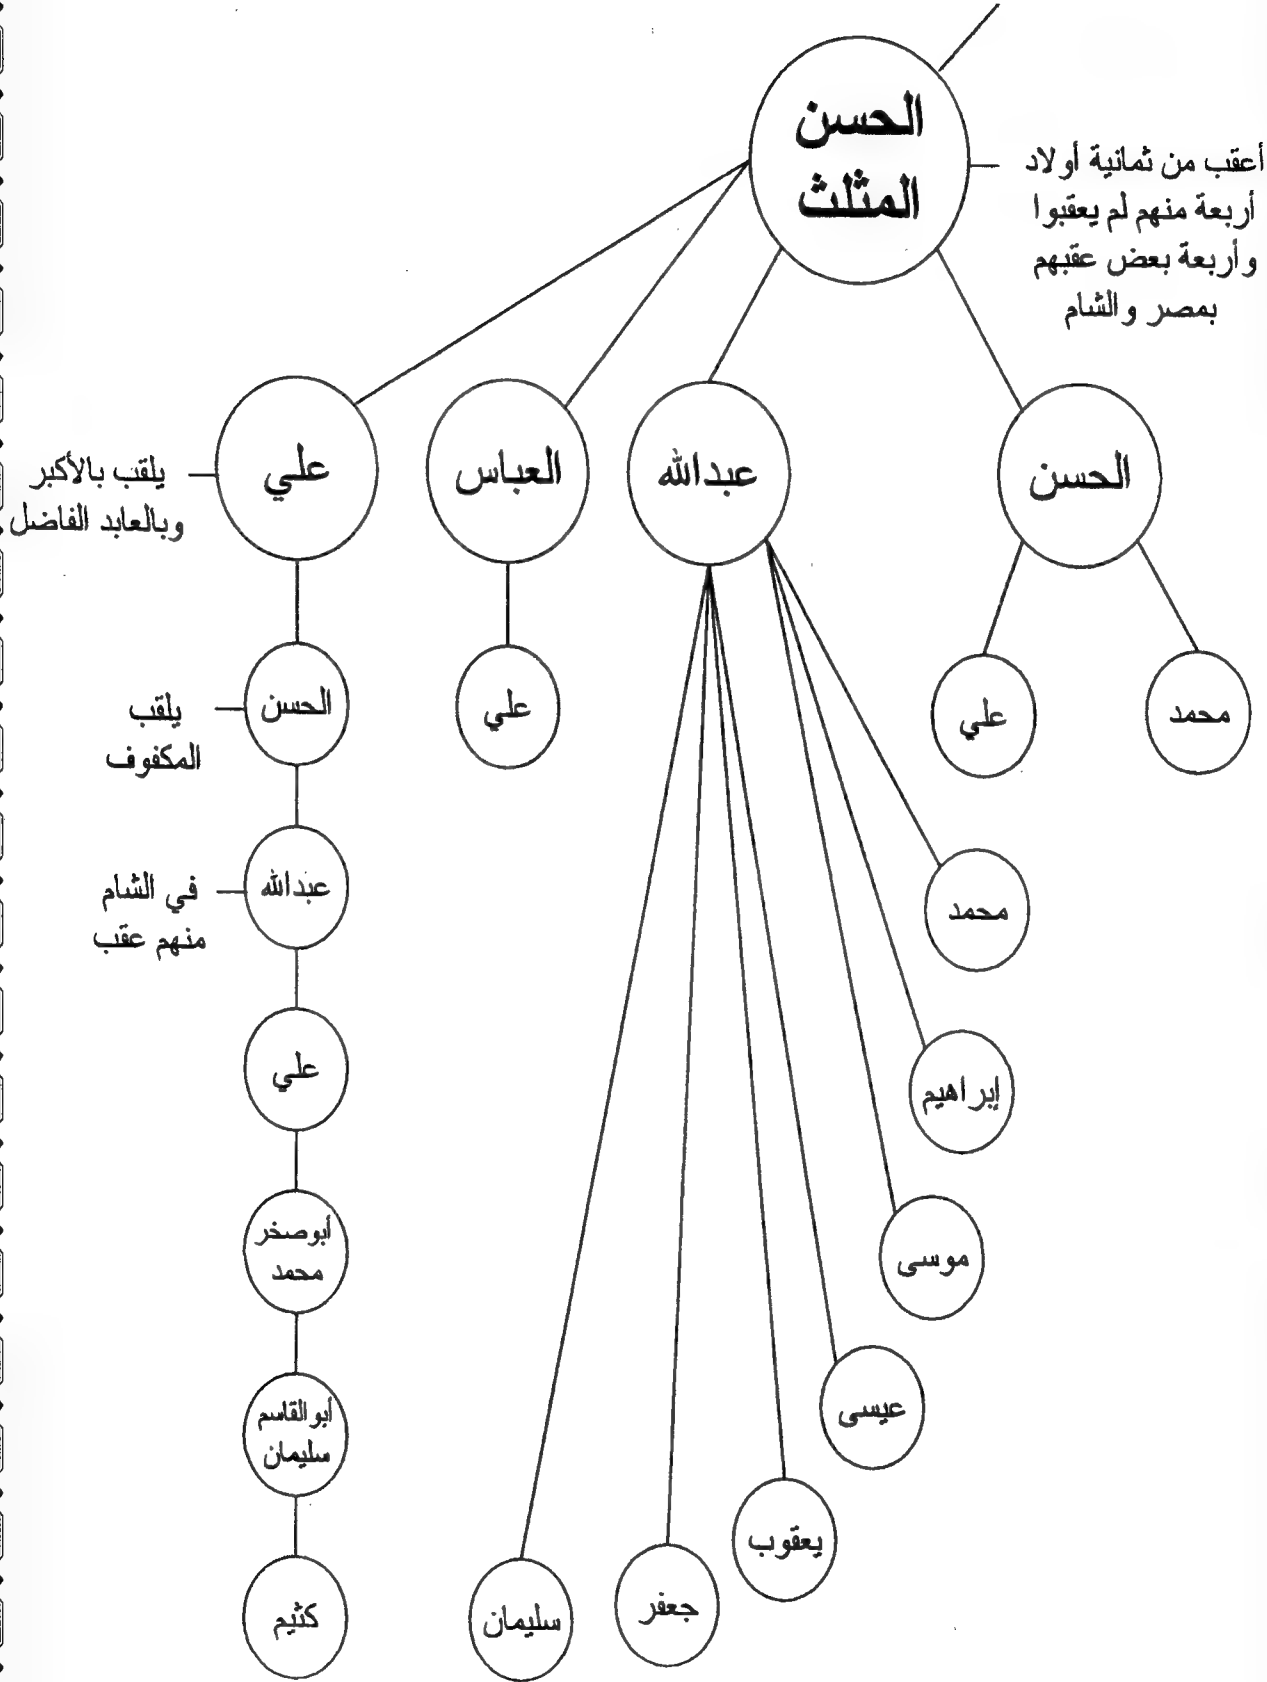 الحسن
المثلث
أعقب من ثمانية أولاد
أربعة منهم لم يعقبوا
وأربعة بعض عقبهم
بمصر والشام
الحسن
عبدالله
العباس
علي
يلقب بالأكبر
وبالعابد الفاضل
محمد
علي
علي
الحسن
يلقب
المكفوف
محمد
عبدالله
في الشام
منهم عقب
إبراهيم
علي
موسى
أبوصخر
محمد
عيسى
أبوالقاسم
سليمان
يعقوب
جعفر
سليمان
كثيم